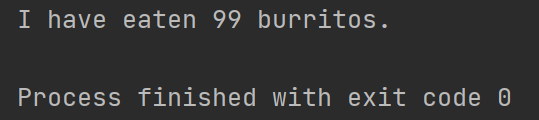 I have eaten 99 burritos.
Process finished with exit code 0